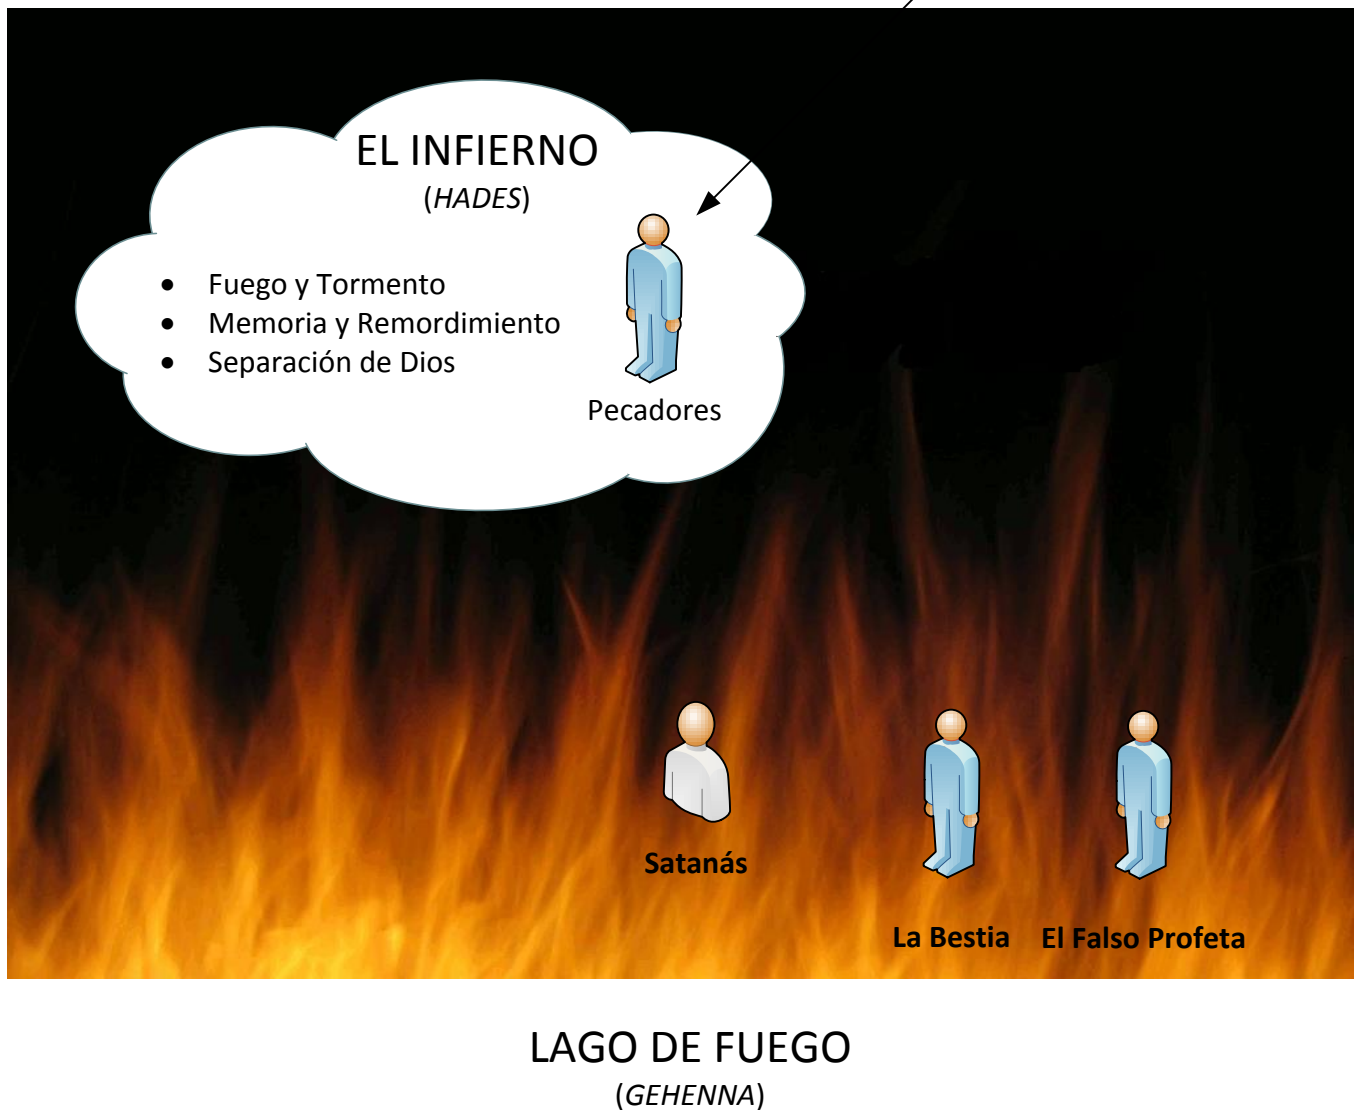 EL INFIERNO
(HADES)
• Fuego y Tormento
• Memoria y Remordimiento
• Separación de Dios
Pecadores
Satanás
La Bestia El Falso Profeta
LAGO DE FUEGO
(GEHENNA)